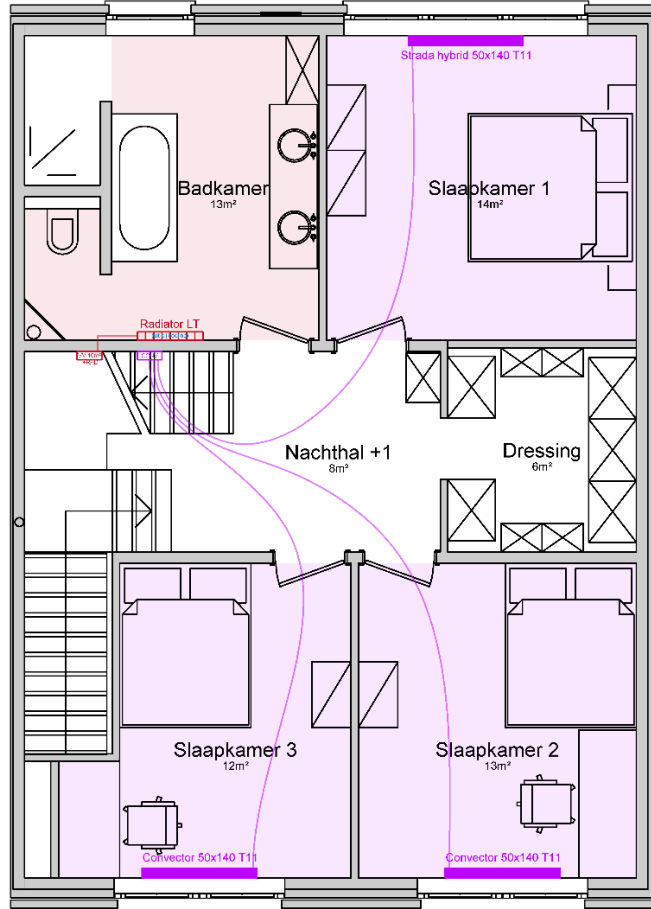 Strada hybrid 50x140 T11
Badkamer
13m²
Slaapkamer 1
14m²
Radiator LT
Nachthal +1
8m²
Dressing
6m²
Slaapkamer 3
12m²
Slaapkamer 2
13m²
Convector 50x140 T11
Convector 50x140 T11